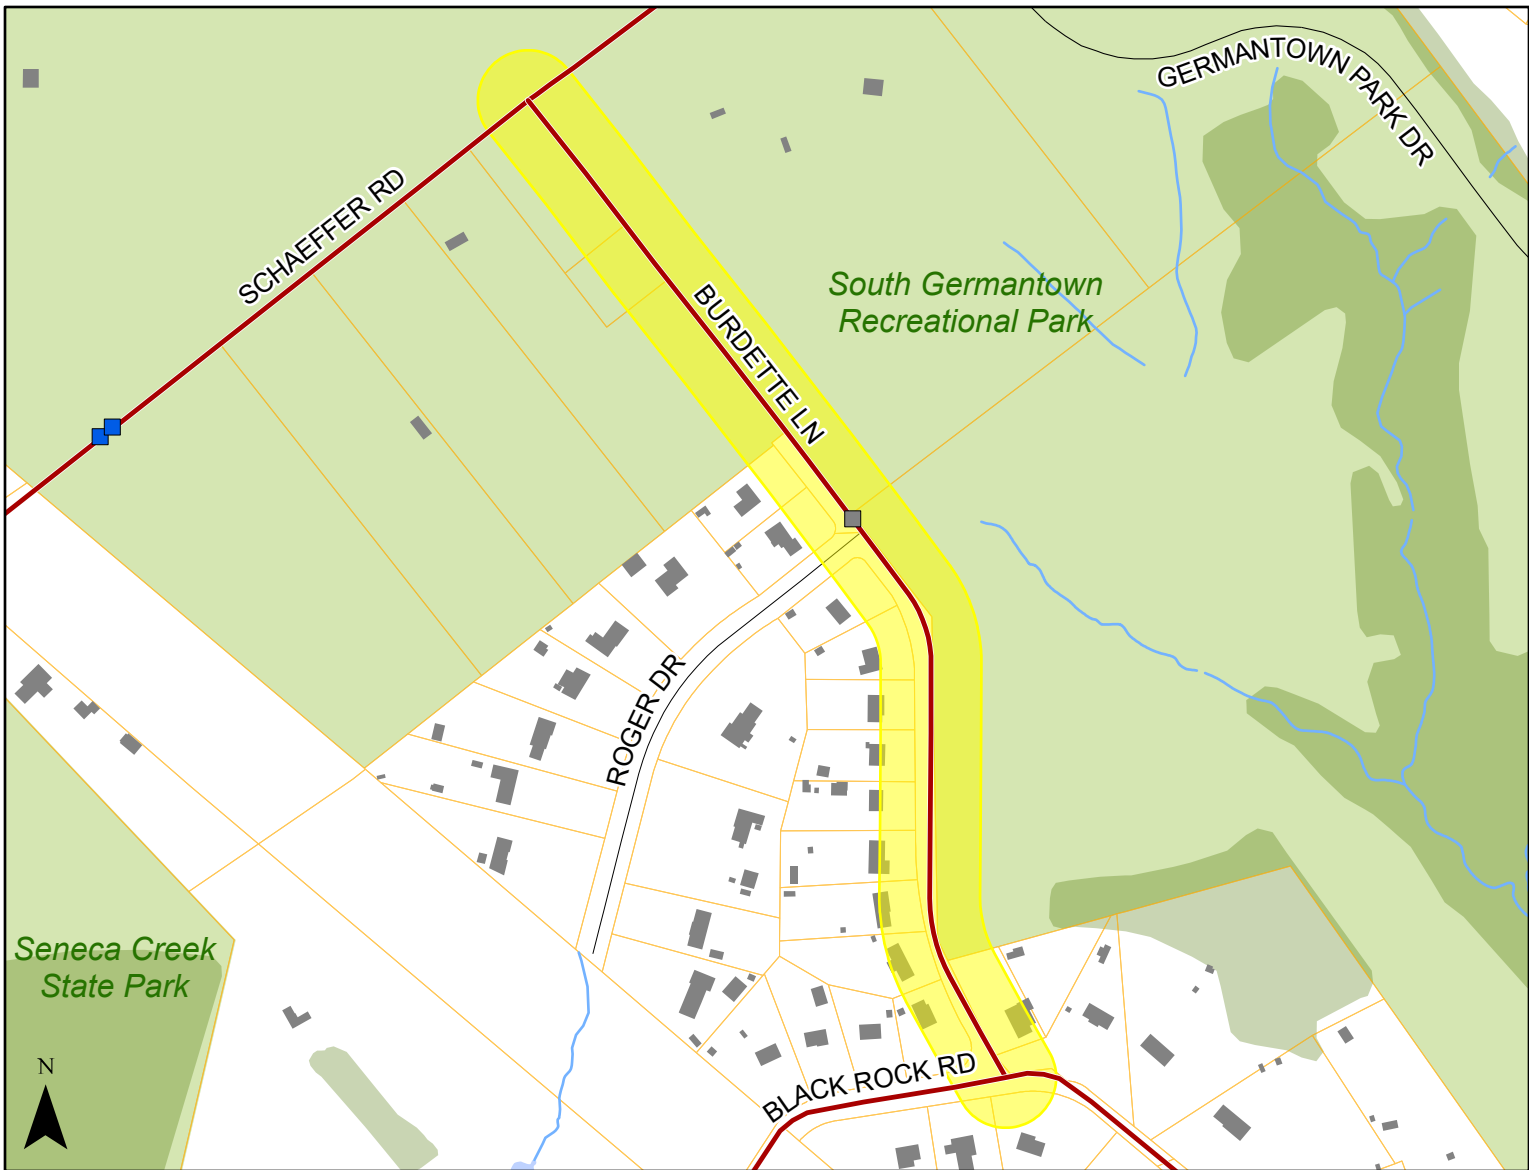 GERMANTOWN PARK DR
SCHAEFFER RD
BURDETTE LN
South Germantown
Recreational Park
ROGER DR
Seneca Creek
State Park
BLACK ROCK RD
N